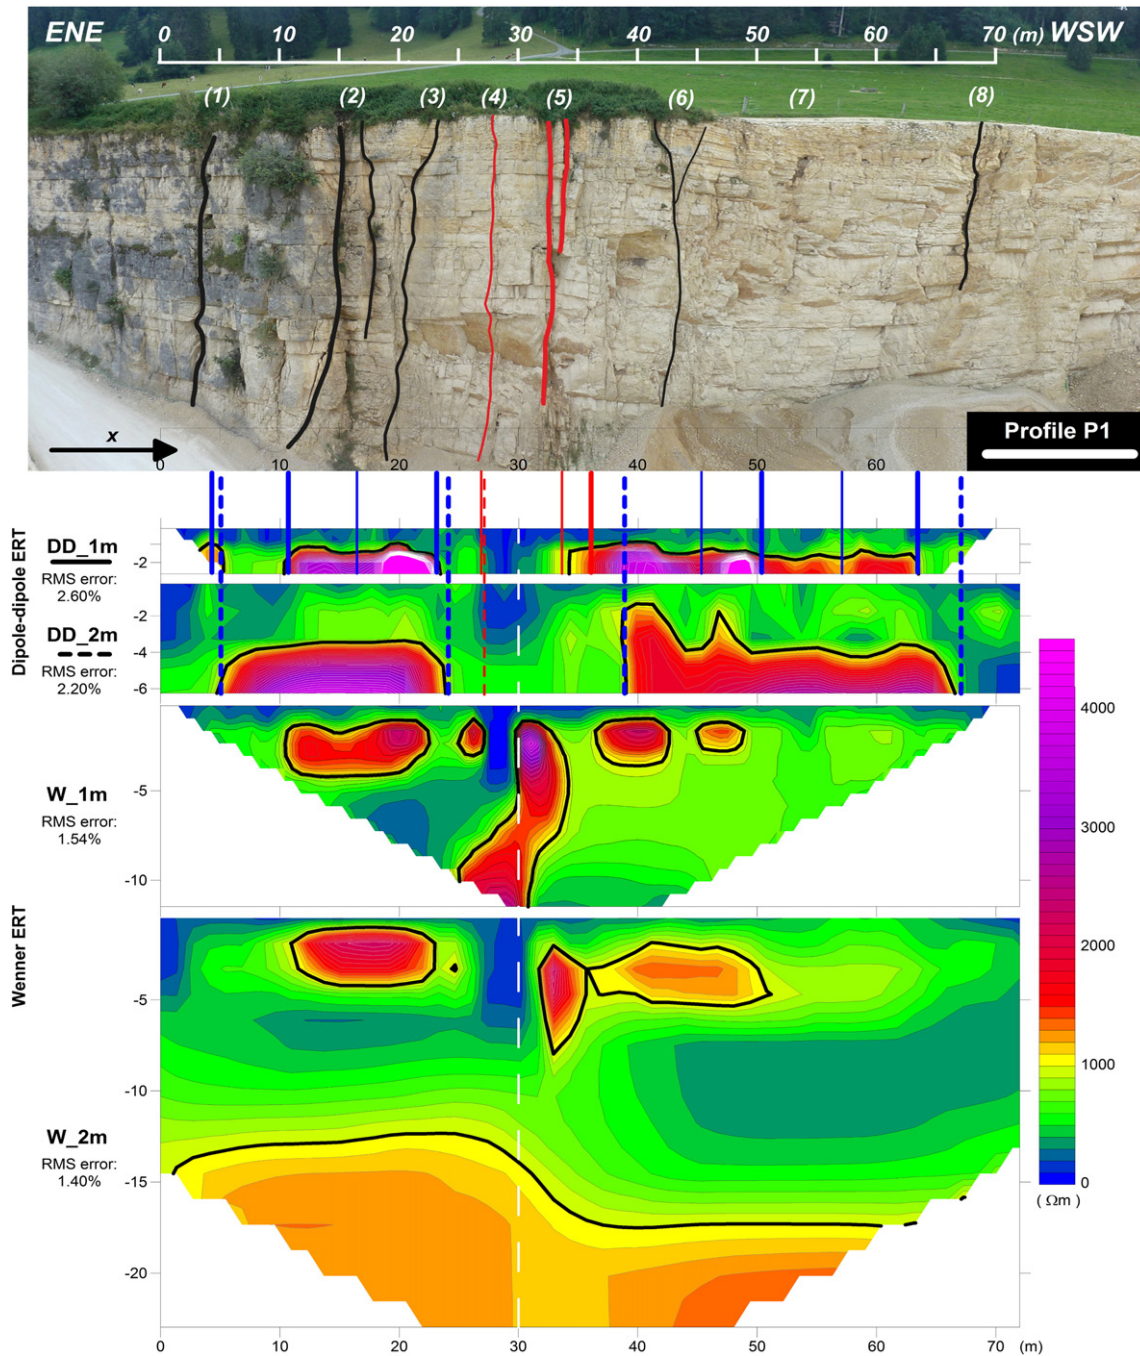 ENE 0 10 20 30 40 50 60 70 (m) WSW
(1) (2) (3) (4) (5) (6) (7) (8)
Profile P1
x
0 10 20 30 40 50 60
Dipole-dipole ERT
DD_1m
RMS error:
2.60%
-2
DD_2m
RMS error:
2.20%
-2
-4
-6
W_1m
RMS error:
1.54%
-5
-10
Wenner ERT
W_2m
RMS error:
1.40%
-5
-10
-15
-20
0 10 20 30 40 50 60 70 (m)
4000
3000
2000
1000
0
( Ωm )